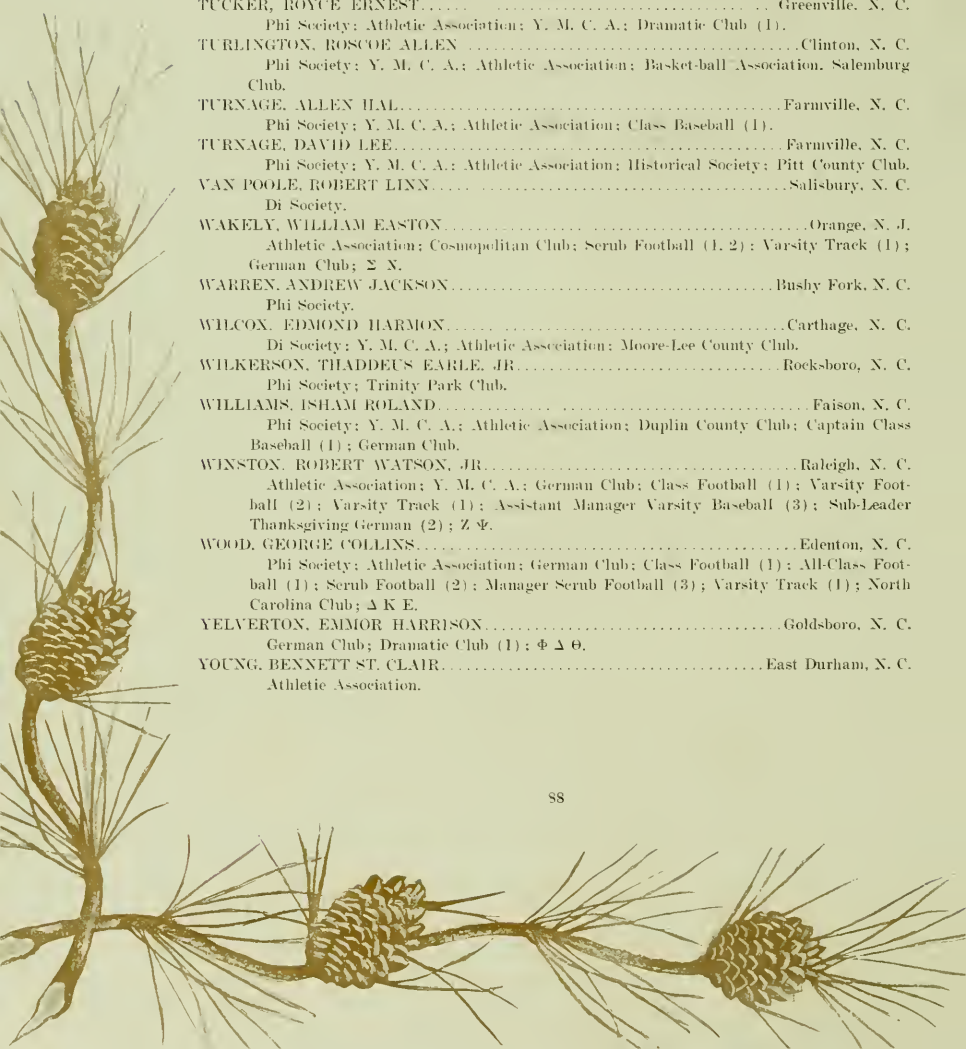 TUCKER, ROYCE ERNEST...... .............................. .. Greenville, N. C.
Phi Society; Athletic Association; Y. M. C. A.; Dramatic Club (1).
TURLINGTON, ROSCOE ALLEN ..........................................Clinton, N. C.
Phi Society; Y. M. C. A.; Athletic Association; Basket-ball Association. Salemburg
Club.
TURNAGE, ALLEN HAL................................................Farmville, N. C.
Phi Society; Y. M. C. A.; Athletic Association; Class Baseball (1).
TURNAGE, DAVID LEE.................................................Farmville, N. C.
Phi Society; Y. M. C. A.; Athletic Association; Historical Society; Pitt County Club.
VAN POOLE, ROBERT LINN..... .....................................Salisbury, N. C.
Di Society.
WAKELY, WILLIAM EASTON..............................................Orange, N. J.
Athletic Association; Cosmopolitan Club; Scrub Football (1, 2); Varsity Track (1);
German Club; Σ N.
WARREN, ANDREW JACKSON.........................................Bushy Fork, N. C.
Phi Society.
WILCOX, EDMOND HARMON...... ....................................Carthage, N. C.
Di Society; Y. M. C. A.; Athletic Association; Moore-Lee County Club.
WILKERSON, THADDEUS EARLE, JR..................................Rocksboro, N. C.
Phi Society; Trinity Park Club.
WILLIAMS, ISHAM ROLAND............... ................................Faison, N. C.
Phi Society; Y. M. C. A.; Athletic Association; Duplin County Club; Captain Class
Baseball (1); German Club.
WINSTON, ROBERT WATSON, JR........................................Raleigh, N. C.
Athletic Association; Y. M. C. A.; German Club; Class Football (1); Varsity Foot-
ball (2); Varsity Track (1); Assistant Manager Varsity Baseball (3); Sub-Leader
Thanksgiving German (2); Z Ψ.
WOOD, GEORGE COLLINS................................................Edenton, N. C.
Phi Society; Athletic Association; German Club; Class Football (1); All-Class Foot-
ball (1); Scrub Football (2); Manager Scrub Football (3); Varsity Track (1); North
Carolina Club; Δ K E.
YELVERTON, EMMOR HARRISON........................................Goldsboro, N. C.
German Club; Dramatic Club (1); Φ Δ Θ.
YOUNG, BENNETT ST. CLAIR........................................East Durham, N. C.
Athletic Association.
88